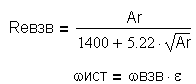 Reвзв = Ar / (1400 + 5.22 · √Ar)
ωист = ωвзв · ε